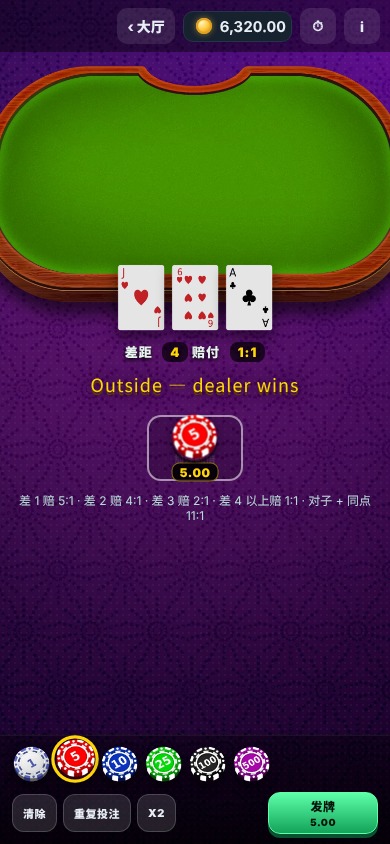 ‹ 大厅
6,320.00
i
J
6
9
A
差距 4 赔付 1:1
Outside — dealer wins
5
5.00
差 1 赔 5:1 · 差 2 赔 4:1 · 差 3 赔 2:1 · 差 4 以上赔 1:1 · 对子 + 同点
11:1
1 5 10 25 100 500
清除 重复投注 X2 发牌
5.00